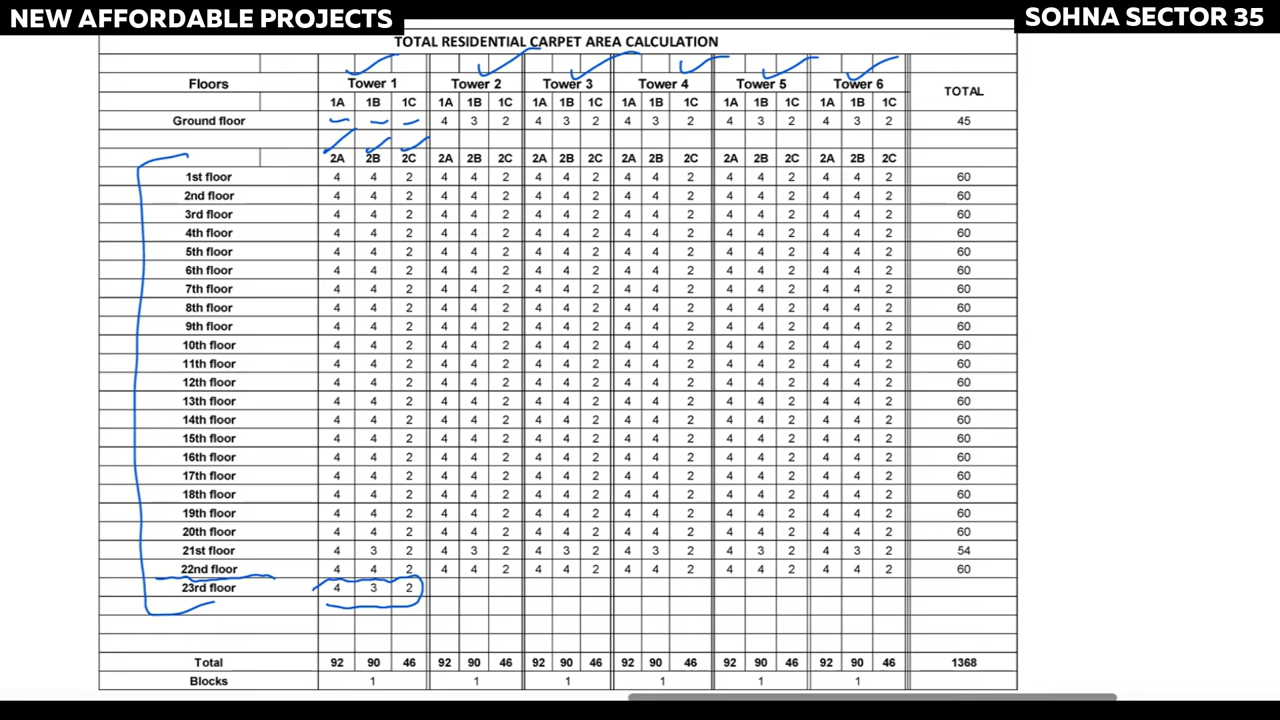 NEW AFFORDABLE PROJECTS
SOHNA SECTOR 35
TOTAL RESIDENTIAL CARPET AREA CALCULATION
Floors Tower 1 Tower 2 Tower 3 Tower 4 Tower 5 Tower 6 TOTAL
1A 1B 1C 1A 1B 1C 1A 1B 1C 1A 1B 1C 1A 1B 1C 1A 1B 1C
Ground floor 4 3 2 4 3 2 4 3 2 4 3 2 4 3 2 45
2A 2B 2C 2A 2B 2C 2A 2B 2C 2A 2B 2C 2A 2B 2C 2A 2B 2C
1st floor 4 4 2 4 4 2 4 4 2 4 4 2 4 4 2 4 4 2 60
2nd floor 4 4 2 4 4 2 4 4 2 4 4 2 4 4 2 4 4 2 60
3rd floor 4 4 2 4 4 2 4 4 2 4 4 2 4 4 2 4 4 2 60
4th floor 4 4 2 4 4 2 4 4 2 4 4 2 4 4 2 4 4 2 60
5th floor 4 4 2 4 4 2 4 4 2 4 4 2 4 4 2 4 4 2 60
6th floor 4 4 2 4 4 2 4 4 2 4 4 2 4 4 2 4 4 2 60
7th floor 4 4 2 4 4 2 4 4 2 4 4 2 4 4 2 4 4 2 60
8th floor 4 4 2 4 4 2 4 4 2 4 4 2 4 4 2 4 4 2 60
9th floor 4 4 2 4 4 2 4 4 2 4 4 2 4 4 2 4 4 2 60
10th floor 4 4 2 4 4 2 4 4 2 4 4 2 4 4 2 4 4 2 60
11th floor 4 4 2 4 4 2 4 4 2 4 4 2 4 4 2 4 4 2 60
12th floor 4 4 2 4 4 2 4 4 2 4 4 2 4 4 2 4 4 2 60
13th floor 4 4 2 4 4 2 4 4 2 4 4 2 4 4 2 4 4 2 60
14th floor 4 4 2 4 4 2 4 4 2 4 4 2 4 4 2 4 4 2 60
15th floor 4 4 2 4 4 2 4 4 2 4 4 2 4 4 2 4 4 2 60
16th floor 4 4 2 4 4 2 4 4 2 4 4 2 4 4 2 4 4 2 60
17th floor 4 4 2 4 4 2 4 4 2 4 4 2 4 4 2 4 4 2 60
18th floor 4 4 2 4 4 2 4 4 2 4 4 2 4 4 2 4 4 2 60
19th floor 4 4 2 4 4 2 4 4 2 4 4 2 4 4 2 4 4 2 60
20th floor 4 4 2 4 4 2 4 4 2 4 4 2 4 4 2 4 4 2 60
21st floor 4 3 2 4 3 2 4 3 2 4 3 2 4 3 2 4 3 2 54
22nd floor 4 4 2 4 4 2 4 4 2 4 4 2 4 4 2 4 4 2 60
23rd floor 4 3 2
Total 92 90 46 92 90 46 92 90 46 92 90 46 92 90 46 92 90 46 1368
Blocks 1 1 1 1 1 1